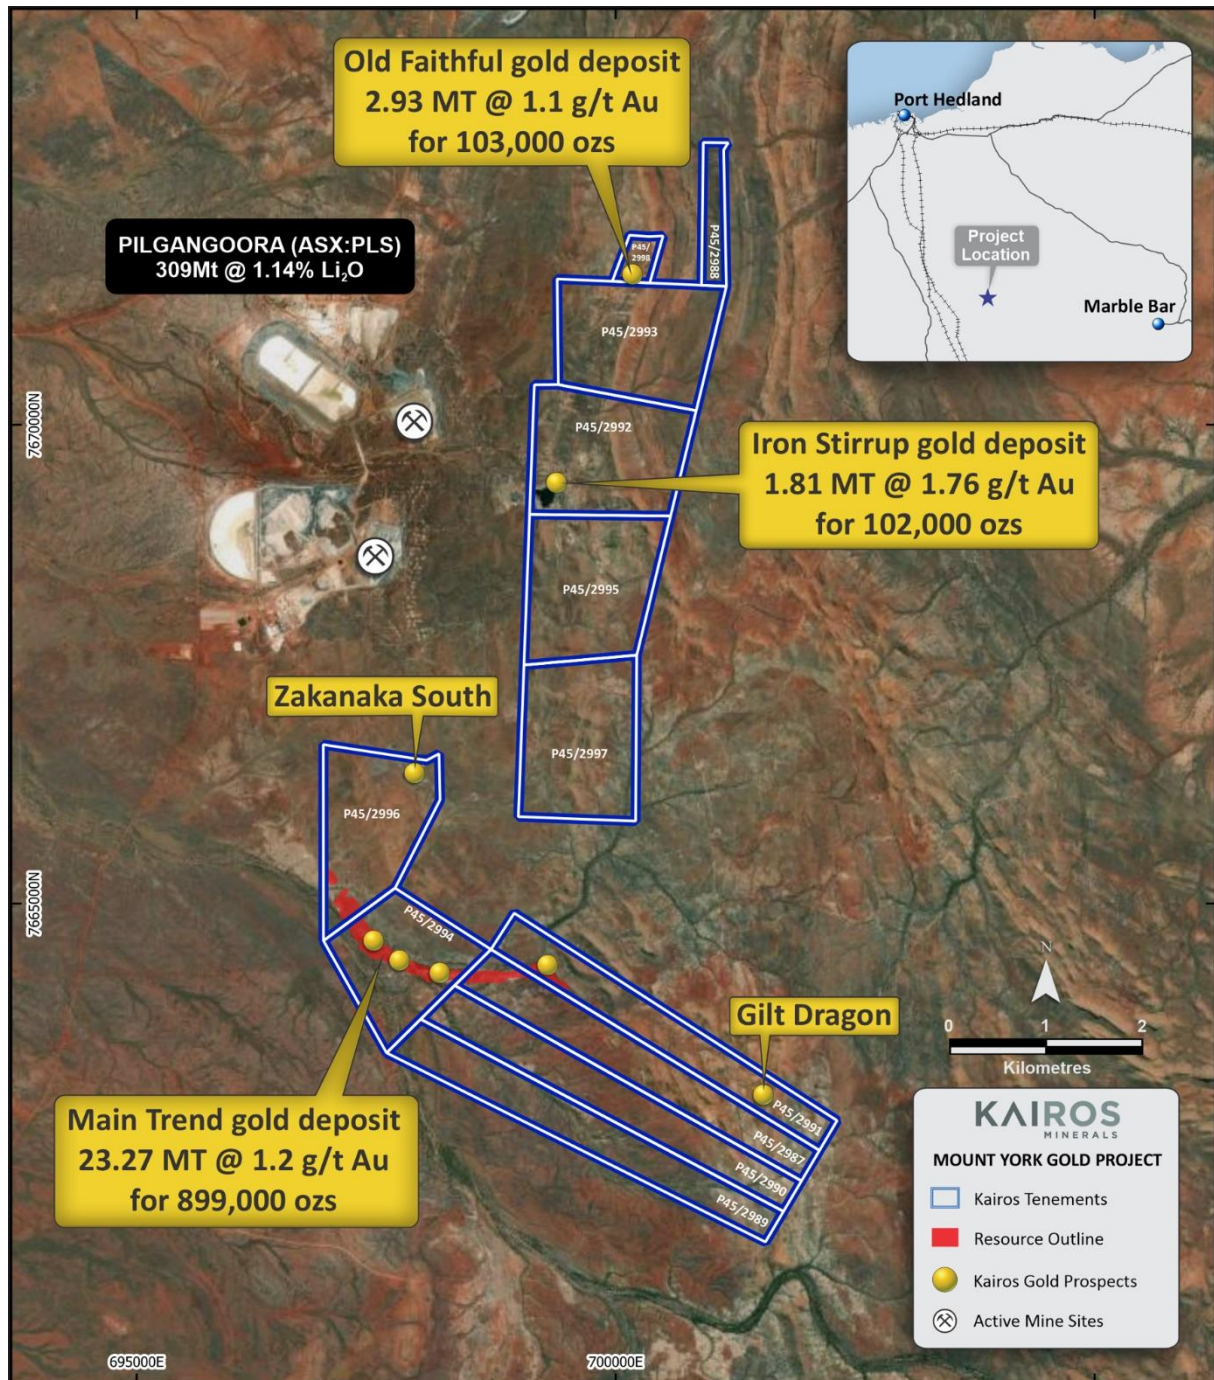 Old Faithful gold deposit
2.93 MT @ 1.1 g/t Au
for 103,000 ozs
Port Hedland
Project
Location
Marble Bar
PILGANGOORA (ASX:PLS)
309Mt @ 1.14% Li₂O
P45/2988
P45/
2998
P45/2993
7670000N
P45/2992
Iron Stirrup gold deposit
1.81 MT @ 1.76 g/t Au
for 102,000 ozs
P45/2995
Zakanaka South
P45/2997
P45/2996
7665000N
P45/2994
N
0 1 2
Kilometres
Gilt Dragon
P45/2991
P45/2987
P45/2990
P45/2989
Main Trend gold deposit
23.27 MT @ 1.2 g/t Au
for 899,000 ozs
KAIROS
MINERALS
MOUNT YORK GOLD PROJECT
Kairos Tenements
Resource Outline
Kairos Gold Prospects
Active Mine Sites
695000E
700000E